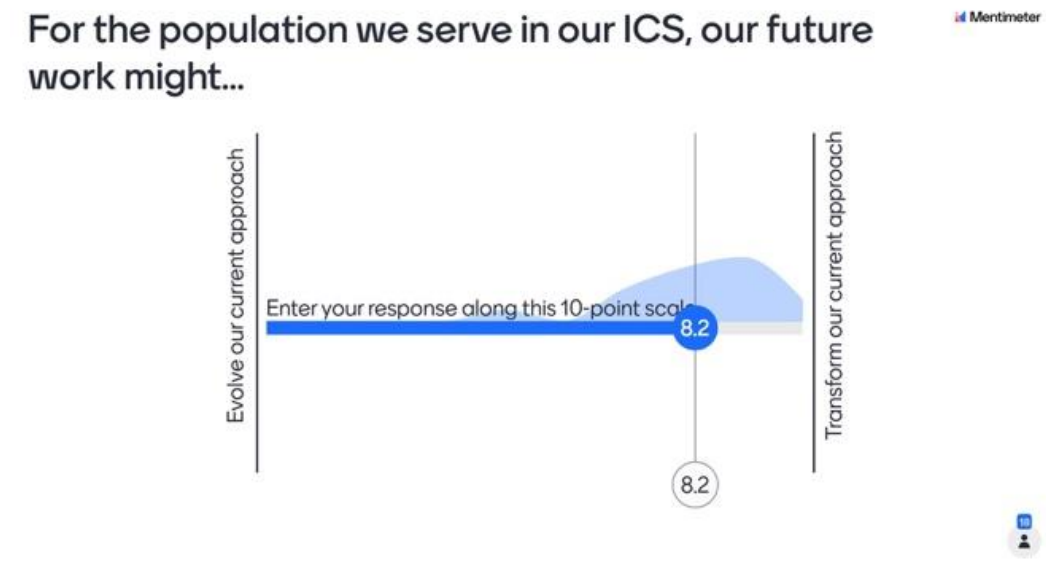 For the population we serve in our ICS, our future
work might...
Mentimeter
Evolve our current approach
Enter your response along this 10-point scale
8.2
8.2
Transform our current approach